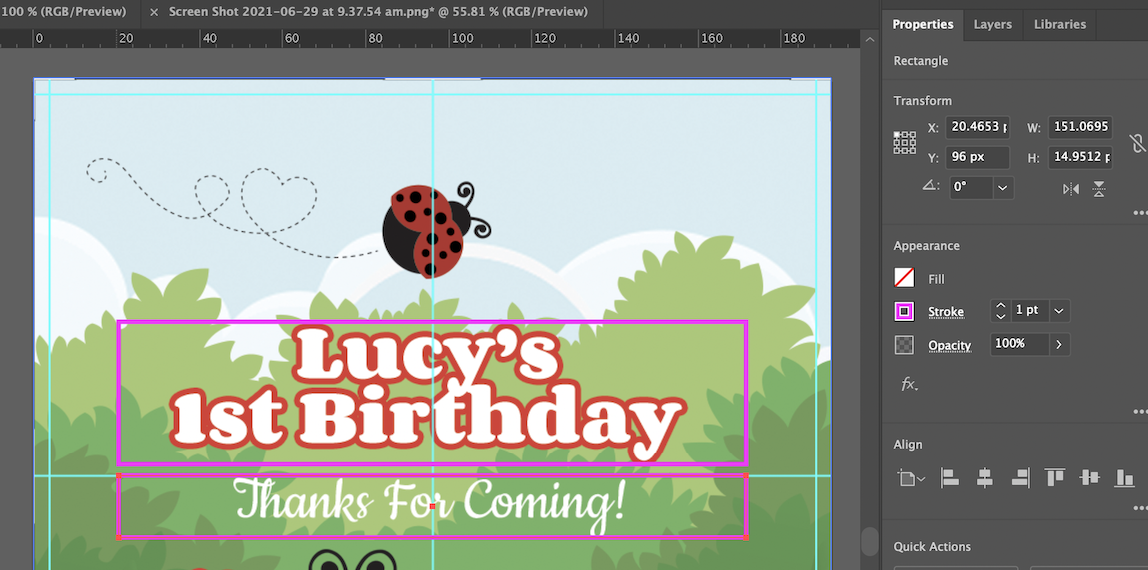 100 % (RGB/Preview) × Screen Shot 2021-06-29 at 9.37.54 am.png* @ 55.81 % (RGB/Preview)
0 20 40 60 80 100 120 140 160 180
Lucy's
1st Birthday
Thanks For Coming!
Properties Layers Libraries
Rectangle
Transform
X: 20.4653 p W: 151.0695
Y: 96 px H: 14.9512 p
0°
Appearance
Fill
Stroke 1 pt
Opacity 100%
fx.
Align
Quick Actions